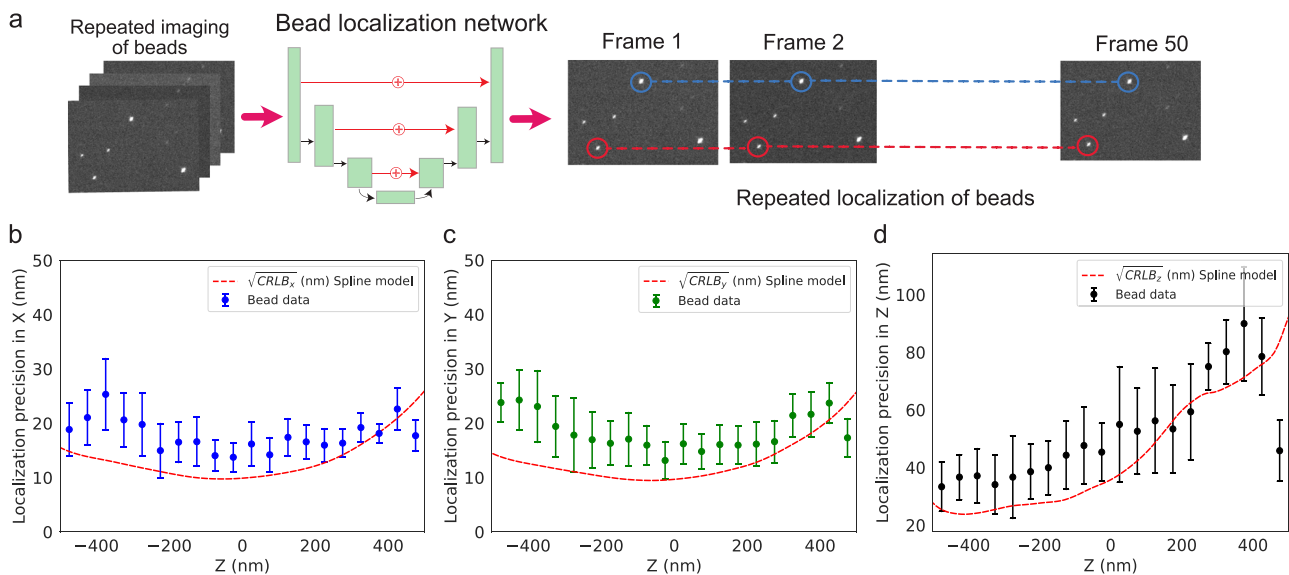 a
Repeated imaging
of beads
Bead localization network
Frame 1
Frame 2
Frame 50
Repeated localization of beads
b
Localization precision in X (nm)
50
40
30
20
10
0
√CRLBₓ (nm) Spline model
Bead data
−400
−200
0
200
400
Z (nm)
c
Localization precision in Y (nm)
50
40
30
20
10
0
√CRLBᵧ (nm) Spline model
Bead data
−400
−200
0
200
400
Z (nm)
d
Localization precision in Z (nm)
100
80
60
40
20
√CRLB_z (nm) Spline model
Bead data
−400
−200
0
200
400
Z (nm)